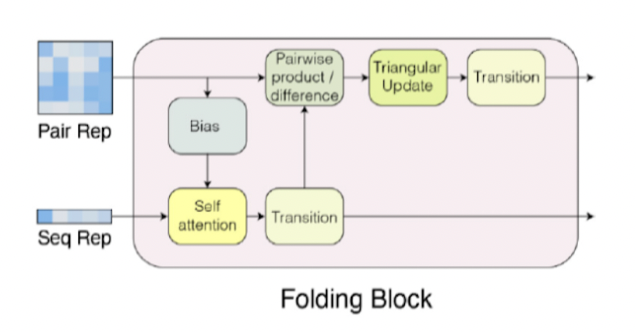 Pairwise
product /
difference
Triangular
Update
Transition
Pair Rep
Bias
Self
attention
Transition
Seq Rep
Folding Block